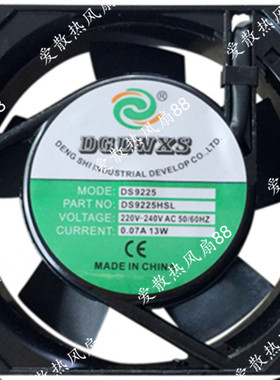 爱散热风扇88
DGDWXS
DENG SHI INDUSTRIAL DEVELOP CO.,LTD.
MODE: DS9225
PART NO: DS9225HSL
VOLTAGE: 220V-240V AC 50/60HZ
CURRENT: 0.07A 13W
CE
MADE IN CHINA
爱散热风扇88
爱散热风扇88